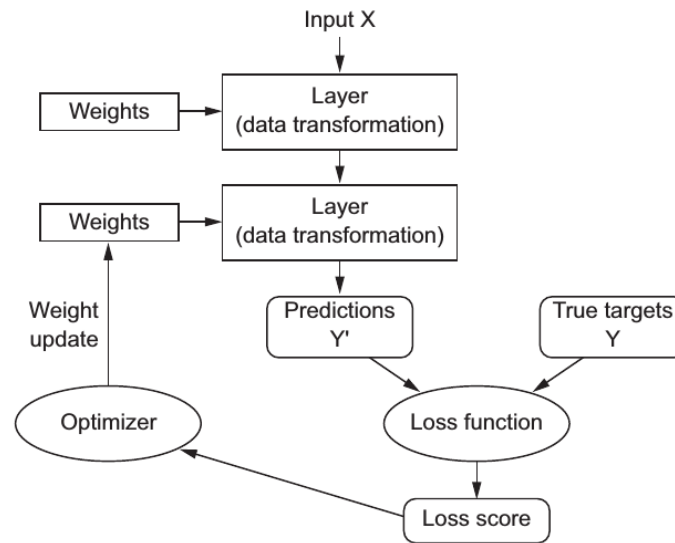 Input X
Layer
(data transformation)
Weights
Layer
(data transformation)
Weights
Weight
update
Predictions
Y'
True targets
Y
Optimizer
Loss function
Loss score